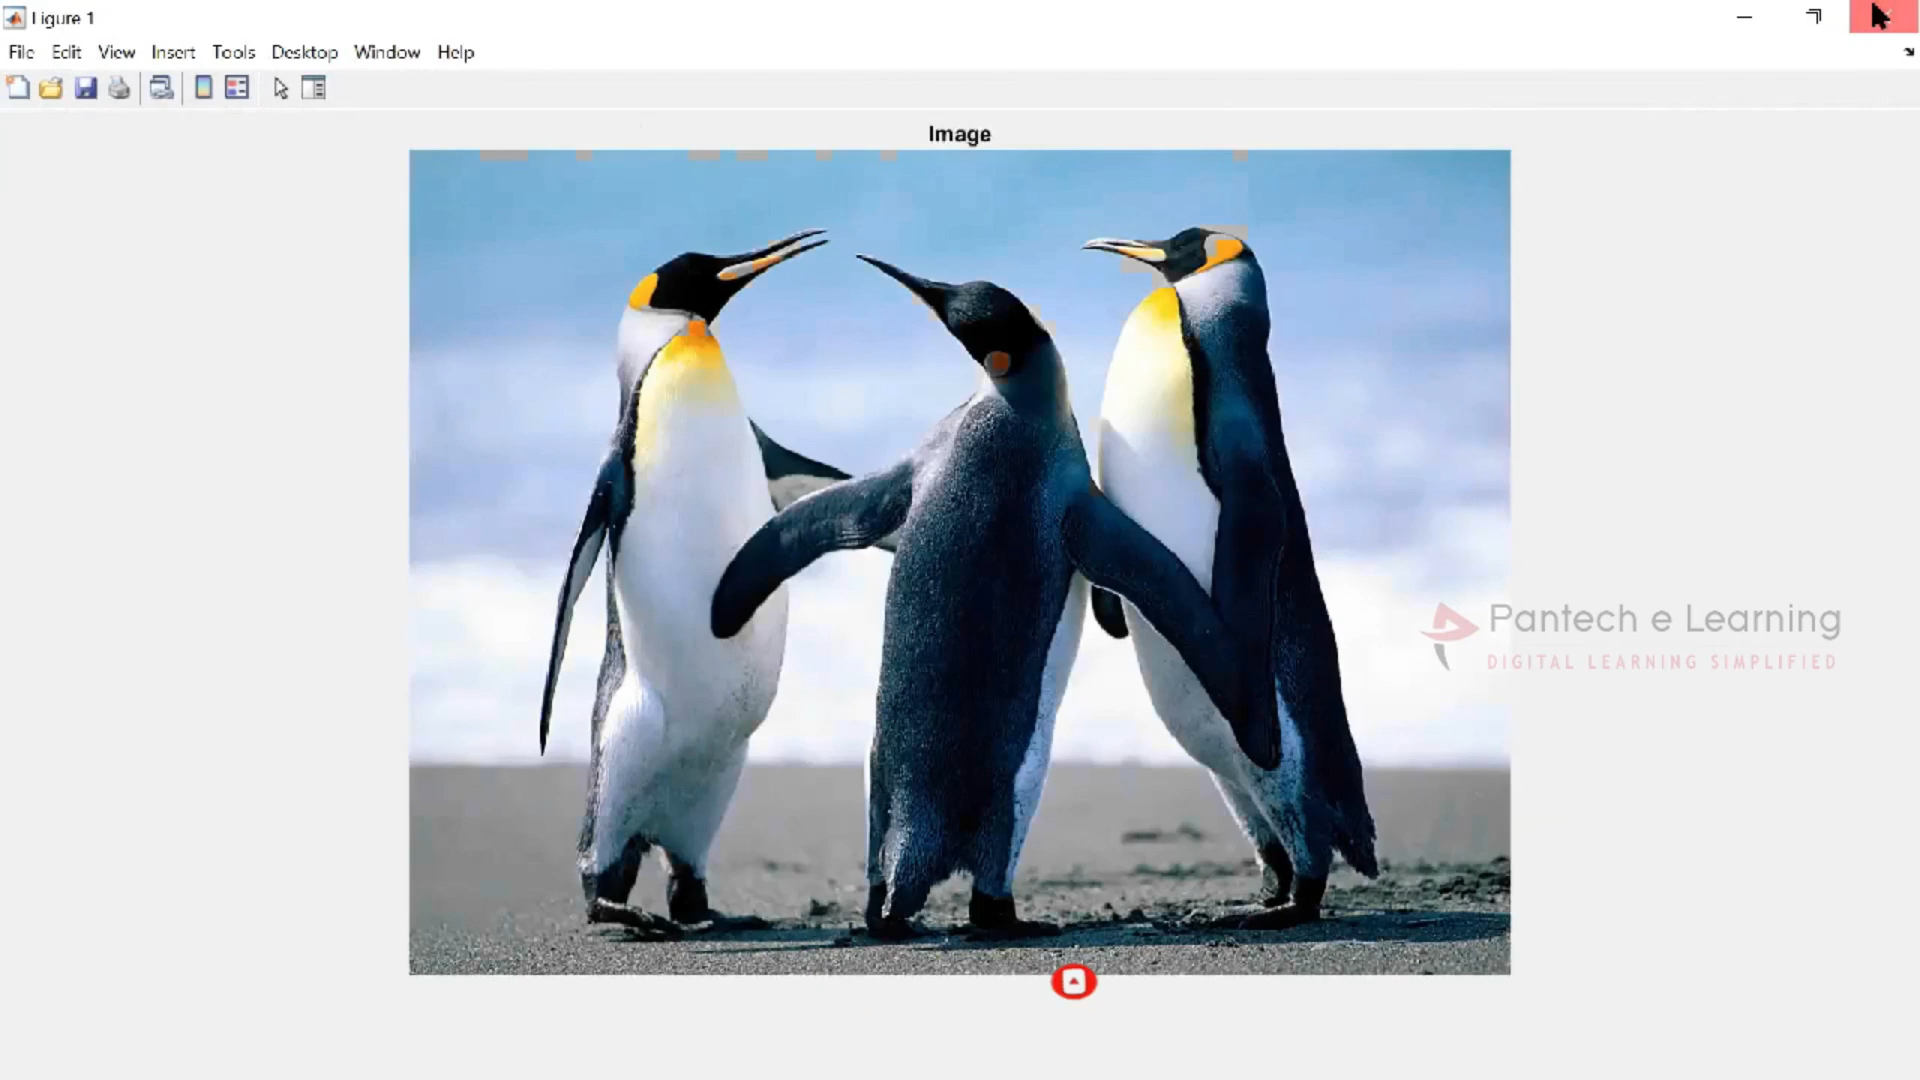 Figure 1
File Edit View Insert Tools Desktop Window Help
Image
Pantech e Learning
DIGITAL LEARNING SIMPLIFIED